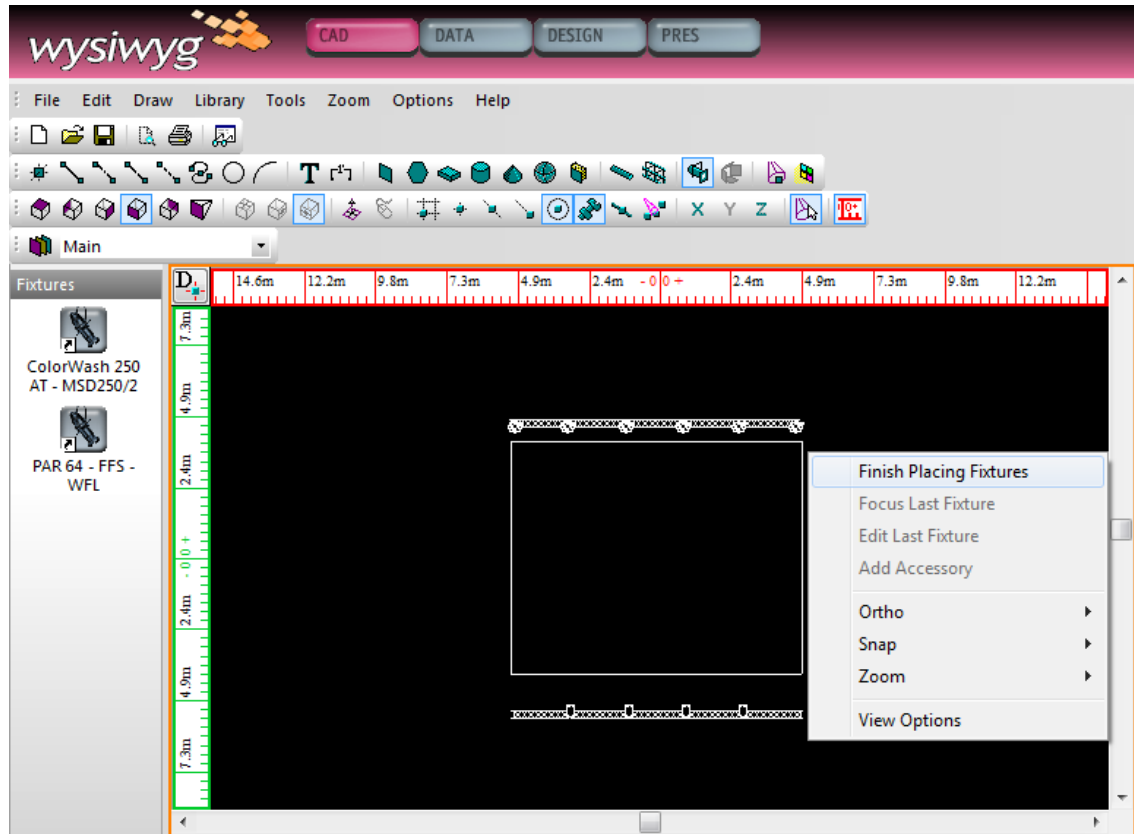 wysiwyg
CAD DATA DESIGN PRES
File Edit Draw Library Tools Zoom Options Help
T
X Y Z
Main
Fixtures
D
14.6m 12.2m 9.8m 7.3m 4.9m 2.4m - 0 0 + 2.4m 4.9m 7.3m 9.8m 12.2m
ColorWash 250
AT - MSD250/2
PAR 64 - FFS -
WFL
7.3m
4.9m
2.4m
- 0 0 +
2.4m
4.9m
7.3m
Finish Placing Fixtures
Focus Last Fixture
Edit Last Fixture
Add Accessory
Ortho
Snap
Zoom
View Options